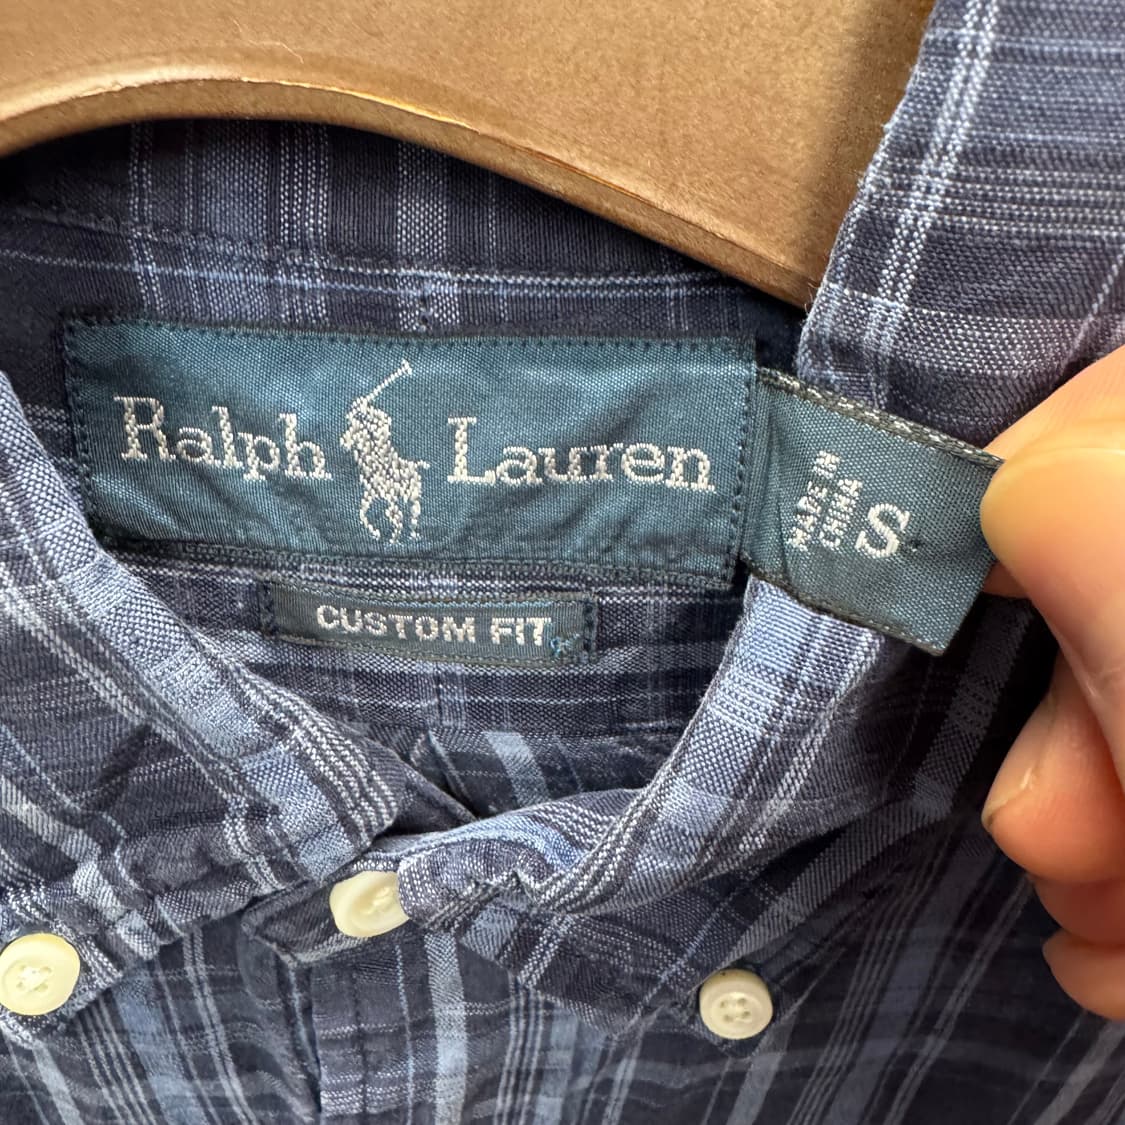 Ralph Lauren
CUSTOM FIT
MADE IN
CHINA
S